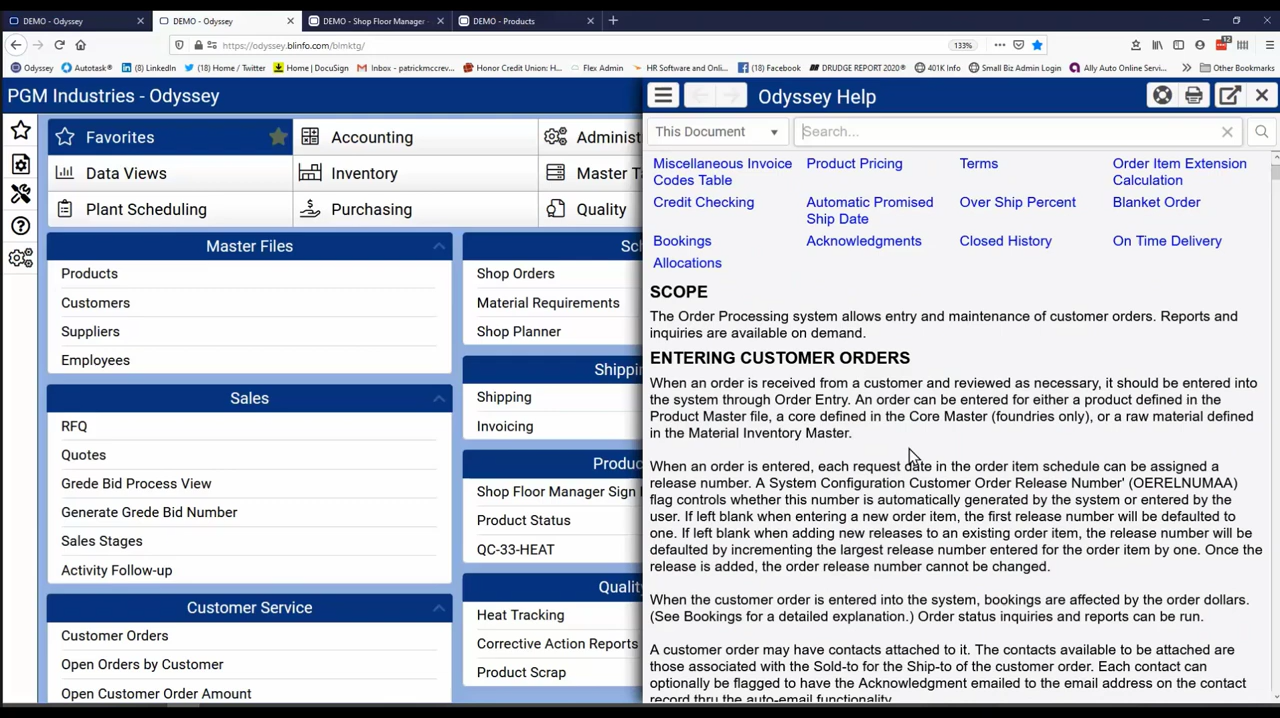 DEMO - Odyssey
DEMO - Odyssey
DEMO - Shop Floor Manager -
DEMO - Products
https://odyssey.blinfo.com/blmktg/
133%
Odyssey
Autotask®
(8) LinkedIn
(18) Home / Twitter
Home | DocuSign
Inbox - patrickmccrev...
Honor Credit Union: H...
Flex Admin
HR Software and Onli...
(18) Facebook
DRUDGE REPORT 2020®
401K Info
Small Biz Admin Login
Ally Auto Online Servi...
Other Bookmarks
PGM Industries - Odyssey
Favorites
Accounting
Administ
Data Views
Inventory
Master Ta
Plant Scheduling
Purchasing
Quality
Master Files
Products
Customers
Suppliers
Employees
Sales
RFQ
Quotes
Grede Bid Process View
Generate Grede Bid Number
Sales Stages
Activity Follow-up
Customer Service
Customer Orders
Open Orders by Customer
Open Customer Order Amount
Sch
Shop Orders
Material Requirements
Shop Planner
Shippin
Shipping
Invoicing
Produc
Shop Floor Manager Sign I
Product Status
QC-33-HEAT
Quality
Heat Tracking
Corrective Action Reports
Product Scrap
Odyssey Help
This Document
Search...
Miscellaneous Invoice Codes Table
Product Pricing
Terms
Order Item Extension Calculation
Credit Checking
Automatic Promised Ship Date
Over Ship Percent
Blanket Order
Bookings
Acknowledgments
Closed History
On Time Delivery
Allocations
SCOPE
The Order Processing system allows entry and maintenance of customer orders. Reports and
inquiries are available on demand.
ENTERING CUSTOMER ORDERS
When an order is received from a customer and reviewed as necessary, it should be entered into
the system through Order Entry. An order can be entered for either a product defined in the
Product Master file, a core defined in the Core Master (foundries only), or a raw material defined
in the Material Inventory Master.
When an order is entered, each request date in the order item schedule can be assigned a
release number. A System Configuration Customer Order Release Number' (OERELNUMAA)
flag controls whether this number is automatically generated by the system or entered by the
user. If left blank when entering a new order item, the first release number will be defaulted to
one. If left blank when adding new releases to an existing order item, the release number will be
defaulted by incrementing the largest release number entered for the order item by one. Once the
release is added, the order release number cannot be changed.
When the customer order is entered into the system, bookings are affected by the order dollars.
(See Bookings for a detailed explanation.) Order status inquiries and reports can be run.
A customer order may have contacts attached to it. The contacts available to be attached are
those associated with the Sold-to for the Ship-to of the customer order. Each contact can
optionally be flagged to have the Acknowledgment emailed to the email address on the contact
record thru the auto-email functionality.